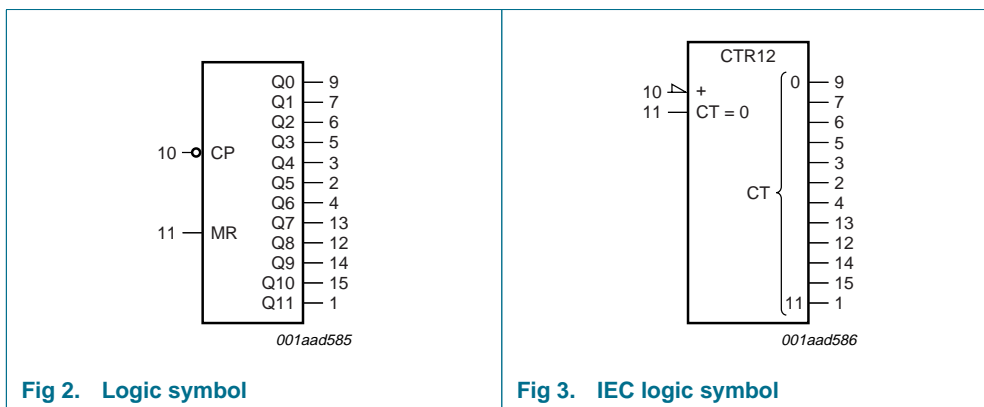 Q0 9
Q1 7
Q2 6
Q3 5
10 CP Q4 3
Q5 2
Q6 4
11 MR Q7 13
Q8 12
Q9 14
Q10 15
Q11 1
001aad585
Fig 2. Logic symbol
CTR12
0 9
10 + 7
11 CT = 0 6
5
3
CT 2
4
13
12
14
15
11 1
001aad586
Fig 3. IEC logic symbol